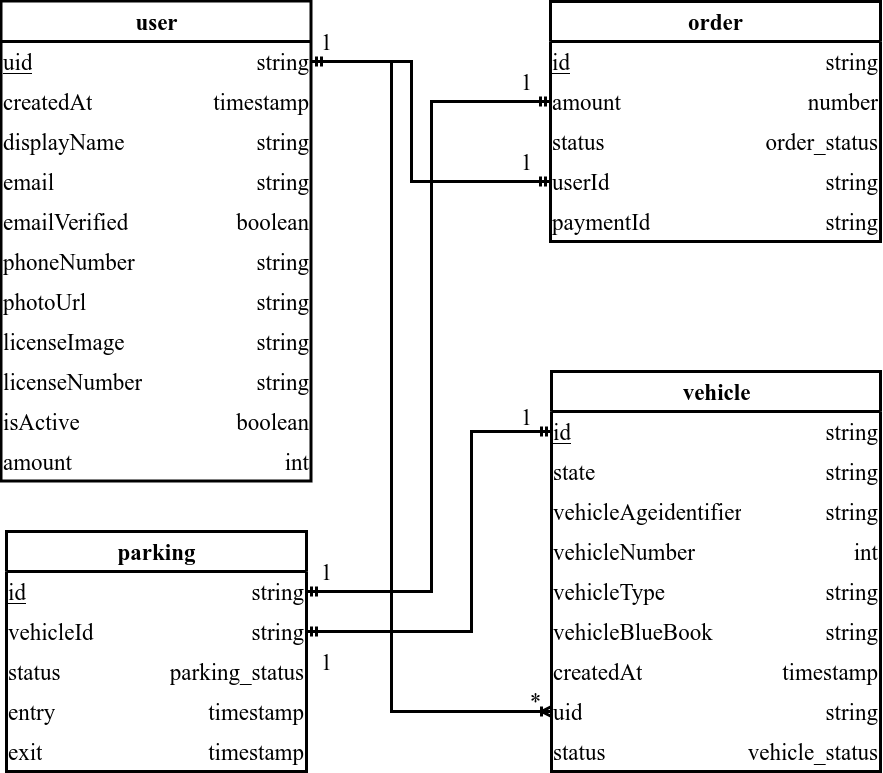 user
uid string
createdAt timestamp
displayName string
email string
emailVerified boolean
phoneNumber string
photoUrl string
licenseImage string
licenseNumber string
isActive boolean
amount int
1
order
id string
amount number
status order_status
userId string
paymentId string
1
1
parking
id string
vehicleId string
status parking_status
entry timestamp
exit timestamp
1
1
vehicle
id string
state string
vehicleAgeidentifier string
vehicleNumber int
vehicleType string
vehicleBlueBook string
createdAt timestamp
uid string
status vehicle_status
1
*